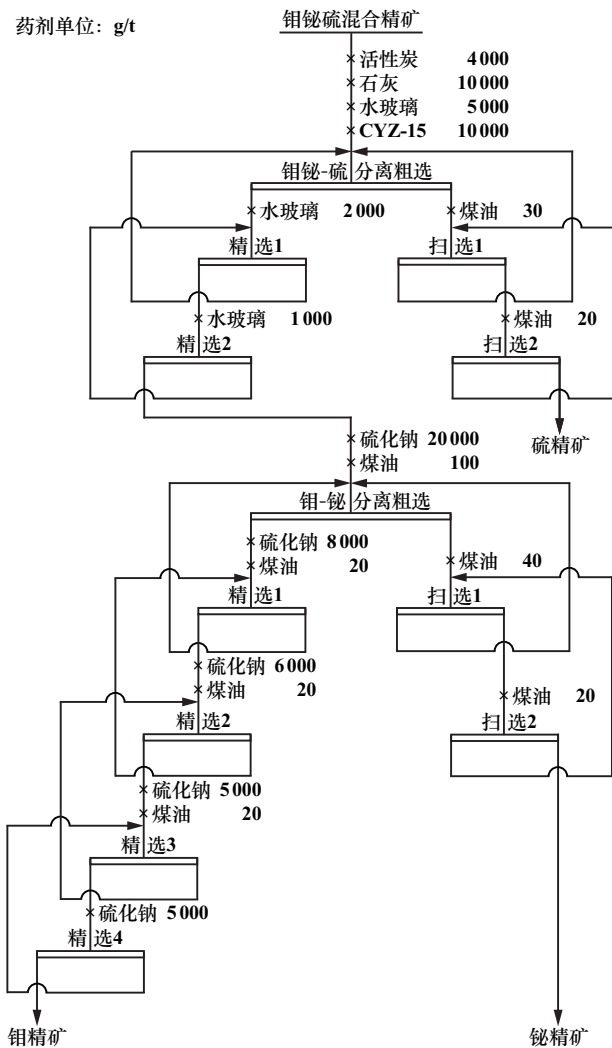 药剂单位：g/t
钼铋硫混合精矿
活性炭 4000
石灰 10000
水玻璃 5000
CYZ-15 10000
钼铋-硫 分离粗选
水玻璃 2000 煤油 30
精 选1 扫 选1
水玻璃 1000 煤油 20
精 选2 扫 选2
硫精矿
硫化钠 20000
煤油 100
钼-铋 分离粗选
硫化钠 8000
煤油 20 煤油 40
精 选1 扫 选1
硫化钠 6000
煤油 20 煤油 20
精 选2 扫 选2
硫化钠 5000
煤油 20
精 选3
硫化钠 5000
精 选4
钼精矿 铋精矿